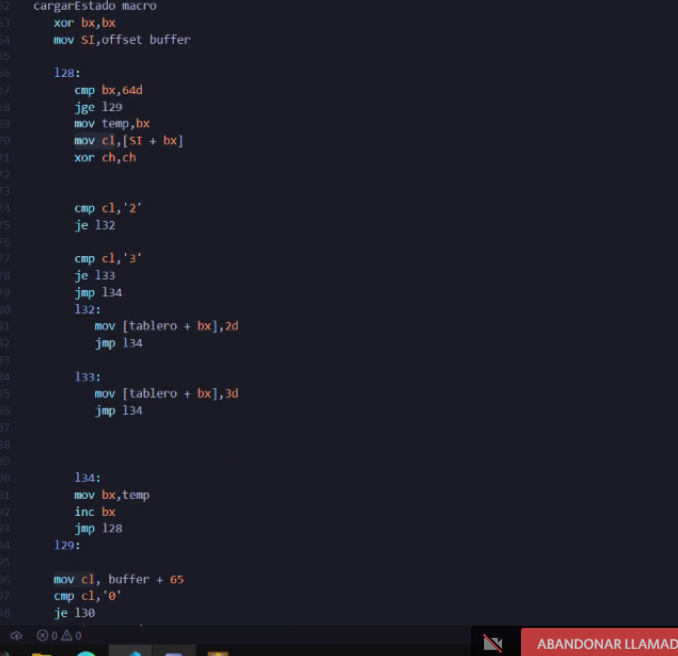 62 cargarEstado macro
63 xor bx,bx
64 mov SI,offset buffer
65
66 l28:
67 cmp bx,64d
68 jge l29
69 mov temp,bx
70 mov cl,[SI + bx]
71 xor ch,ch
72
73
74 cmp cl,'2'
75 je l32
76
77 cmp cl,'3'
78 je l33
79 jmp l34
80 l32:
81 mov [tablero + bx],2d
82 jmp l34
83
84 l33:
85 mov [tablero + bx],3d
86 jmp l34
87
88
89
90 l34:
91 mov bx,temp
92 inc bx
93 jmp l28
94 l29:
95
96 mov cl, buffer + 65
97 cmp cl,'0'
98 je l30
0 0
ABANDONAR LLAMAD